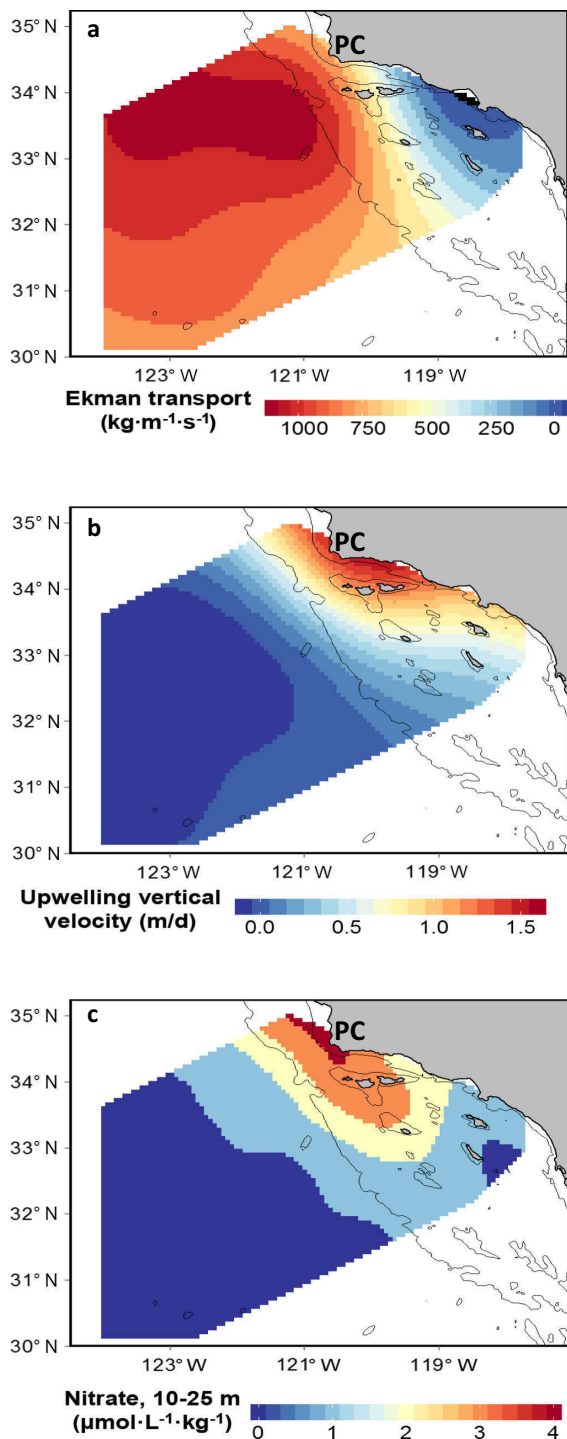 a
PC
35° N
34° N
33° N
32° N
31° N
30° N
123° W 121° W 119° W
Ekman transport
(kg·m-1·s-1)
1000 750 500 250 0
b
PC
35° N
34° N
33° N
32° N
31° N
30° N
123° W 121° W 119° W
Upwelling vertical
velocity (m/d)
0.0 0.5 1.0 1.5
c
PC
35° N
34° N
33° N
32° N
31° N
30° N
123° W 121° W 119° W
Nitrate, 10-25 m
(μmol·L-1·kg-1)
0 1 2 3 4